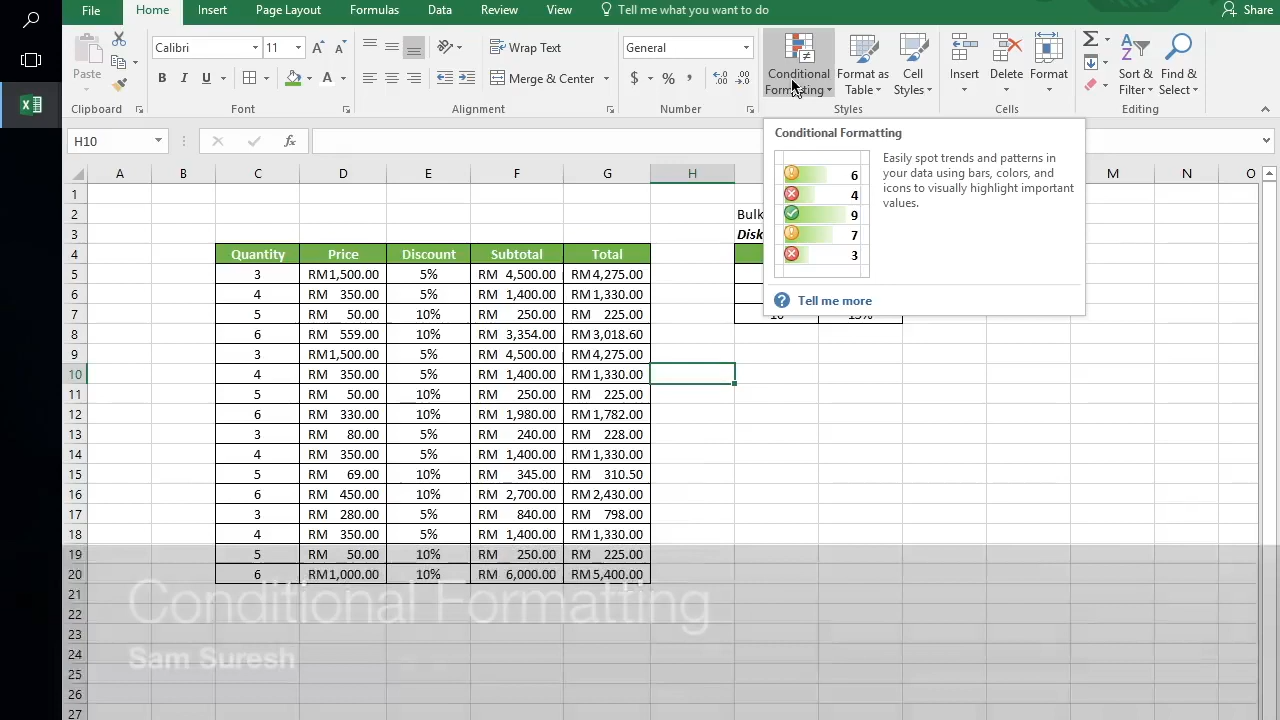 File Home Insert Page Layout Formulas Data Review View Tell me what you want to do Share
Calibri 11 Wrap Text General
Paste B I U Merge & Center $ % Conditional Formatting Format as Table Cell Styles Insert Delete Format Sort & Filter Find & Select
Clipboard Font Alignment Number Styles Cells Editing
H10 fx
Conditional Formatting
Easily spot trends and patterns in
your data using bars, colors, and
icons to visually highlight important
values.
6
4
9
7
3
Tell me more
A B C D E F G H M N O
1
2 Bulk
3 Disk
4 Quantity Price Discount Subtotal Total
5 3 RM1,500.00 5% RM 4,500.00 RM4,275.00
6 4 RM 350.00 5% RM 1,400.00 RM1,330.00
7 5 RM 50.00 10% RM 250.00 RM 225.00 10 15%
8 6 RM 559.00 10% RM 3,354.00 RM3,018.60
9 3 RM1,500.00 5% RM 4,500.00 RM4,275.00
10 4 RM 350.00 5% RM 1,400.00 RM1,330.00
11 5 RM 50.00 10% RM 250.00 RM 225.00
12 6 RM 330.00 10% RM 1,980.00 RM1,782.00
13 3 RM 80.00 5% RM 240.00 RM 228.00
14 4 RM 350.00 5% RM 1,400.00 RM1,330.00
15 5 RM 69.00 10% RM 345.00 RM 310.50
16 6 RM 450.00 10% RM 2,700.00 RM2,430.00
17 3 RM 280.00 5% RM 840.00 RM 798.00
18 4 RM 350.00 5% RM 1,400.00 RM1,330.00
19 5 RM 50.00 10% RM 250.00 RM 225.00
20 6 RM1,000.00 10% RM 6,000.00 RM5,400.00
21
22
23
24
25
26
27
Conditional Formatting
Sam Suresh